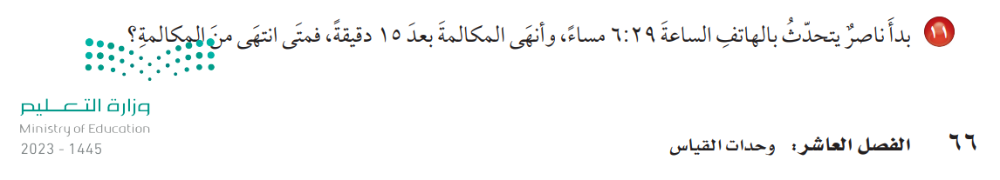 ١١ بدأَ ناصرٌ يتحدّثُ بالهاتفِ الساعةَ ٦:٢٩ مساءً، وأنهَى المكالمةَ بعدَ ١٥ دقيقةً، فمتَى انتهَى منَ المكالمةِ؟
وزارة التعليم
Ministry of Education
2023 - 1445
٦٦ الفصل العاشر: وحدات القياس